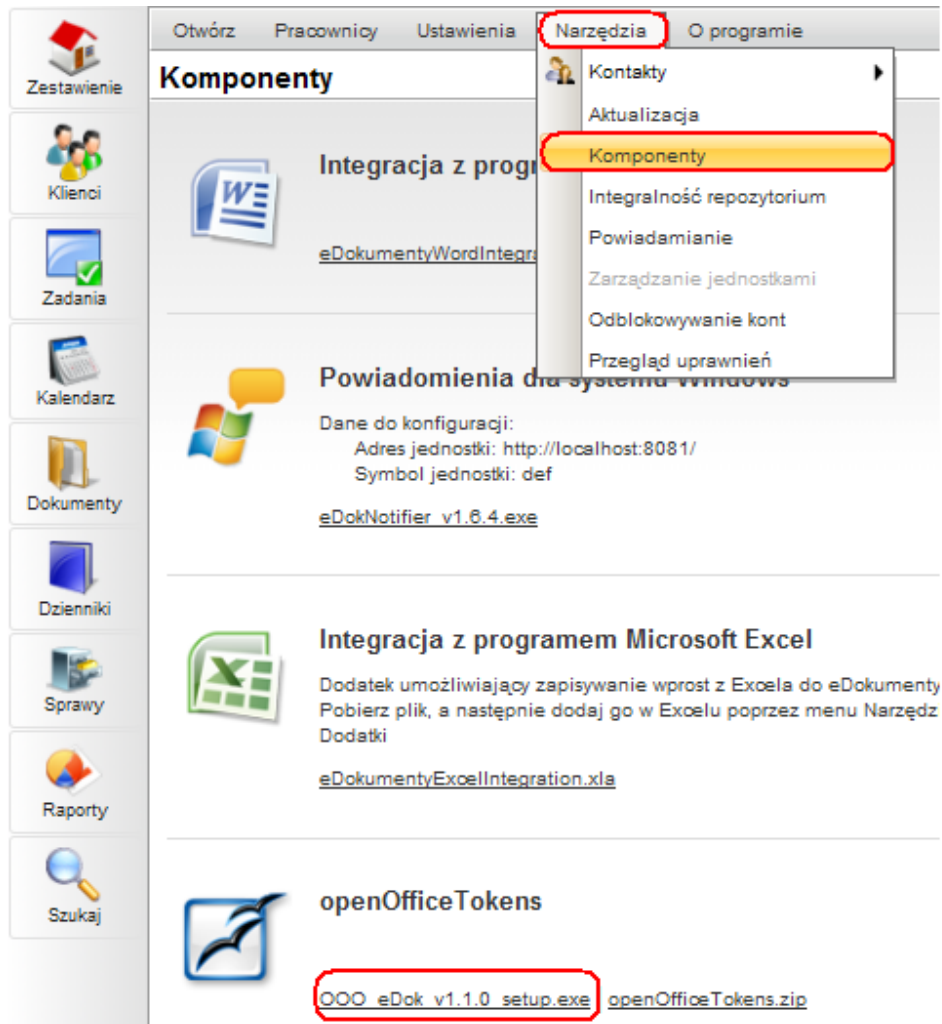 Otwórz Pracownicy Ustawienia Narzędzia O programie
Komponenty
Kontakty
Aktualizacja
Komponenty
Integralność repozytorium
Powiadamianie
Zarządzanie jednostkami
Odblokowywanie kont
Przegląd uprawnień
Zestawienie
Klienci
Zadania
Kalendarz
Dokumenty
Dzienniki
Sprawy
Raporty
Szukaj
Integracja z progr
eDokumentyWordIntegra
Powiadomienia dla systemu Windows
Dane do konfiguracji:
Adres jednostki: http://localhost:8081/
Symbol jednostki: def
eDokNotifier_v1.6.4.exe
Integracja z programem Microsoft Excel
Dodatek umożliwiający zapisywanie wprost z Excela do eDokumenty
Pobierz plik, a następnie dodaj go w Excelu poprzez menu Narzędz
Dodatki
eDokumentyExcelIntegration.xla
openOfficeTokens
OOO_eDok_v1.1.0_setup.exe openOfficeTokens.zip